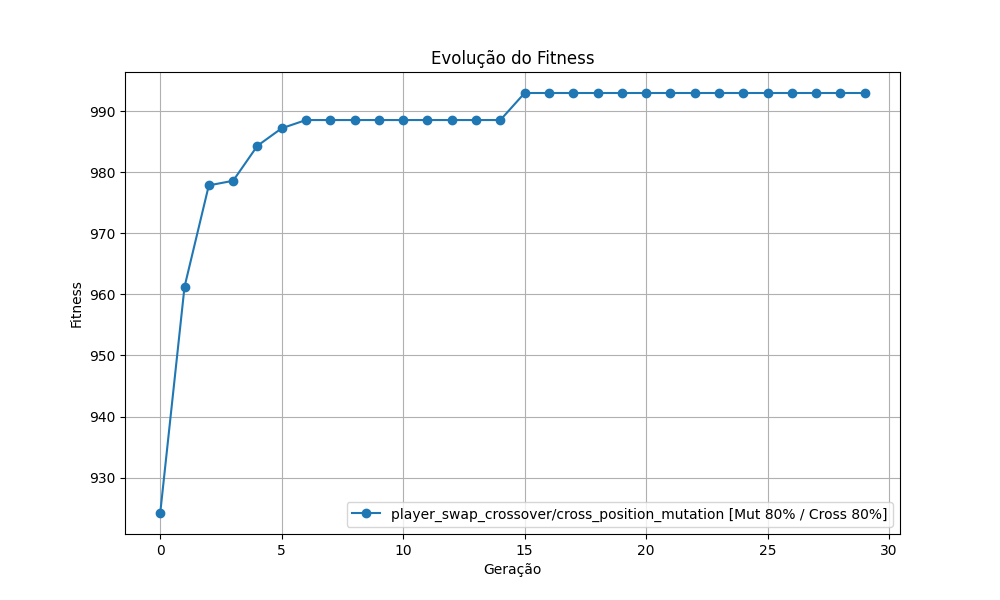 Evolução do Fitness
Fitness
990
980
970
960
950
940
930
player_swap_crossover/cross_position_mutation [Mut 80% / Cross 80%]
0 5 10 15 20 25 30
Geração